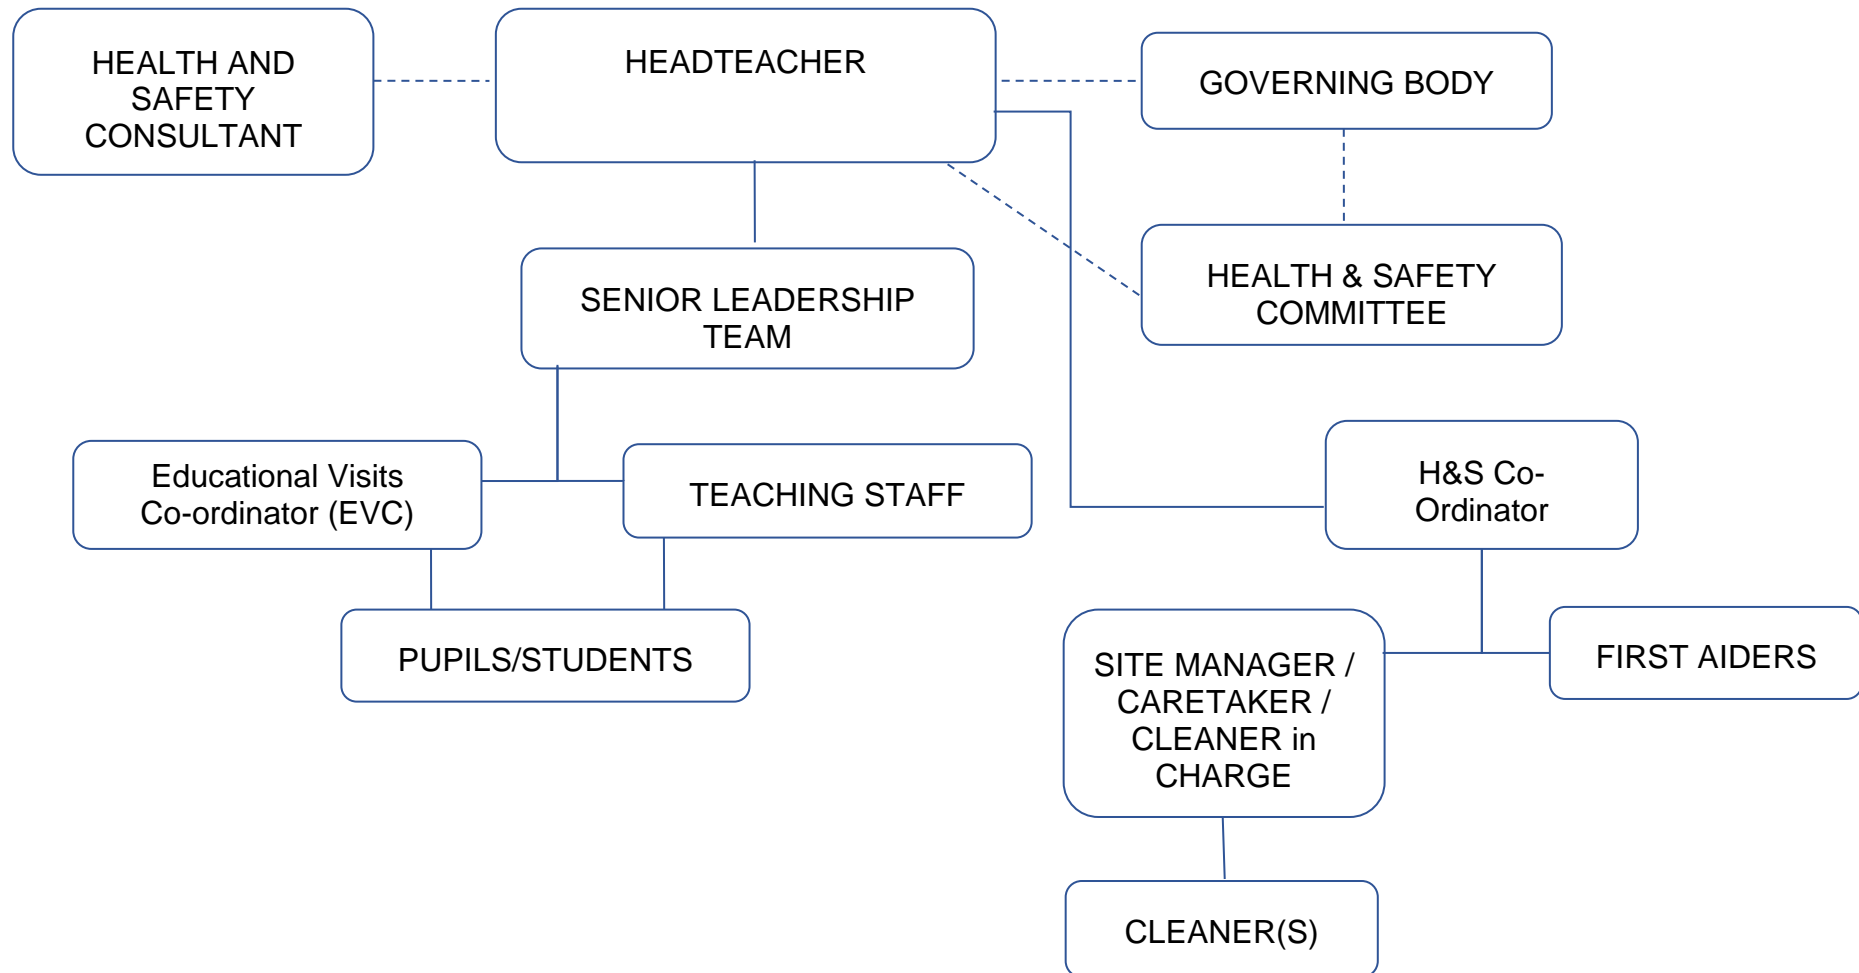 HEALTH AND
SAFETY
CONSULTANT
HEADTEACHER
GOVERNING BODY
SENIOR LEADERSHIP
TEAM
HEALTH & SAFETY
COMMITTEE
Educational Visits
Co-ordinator (EVC)
TEACHING STAFF
H&S Co-
Ordinator
PUPILS/STUDENTS
SITE MANAGER /
CARETAKER /
CLEANER in
CHARGE
FIRST AIDERS
CLEANER(S)